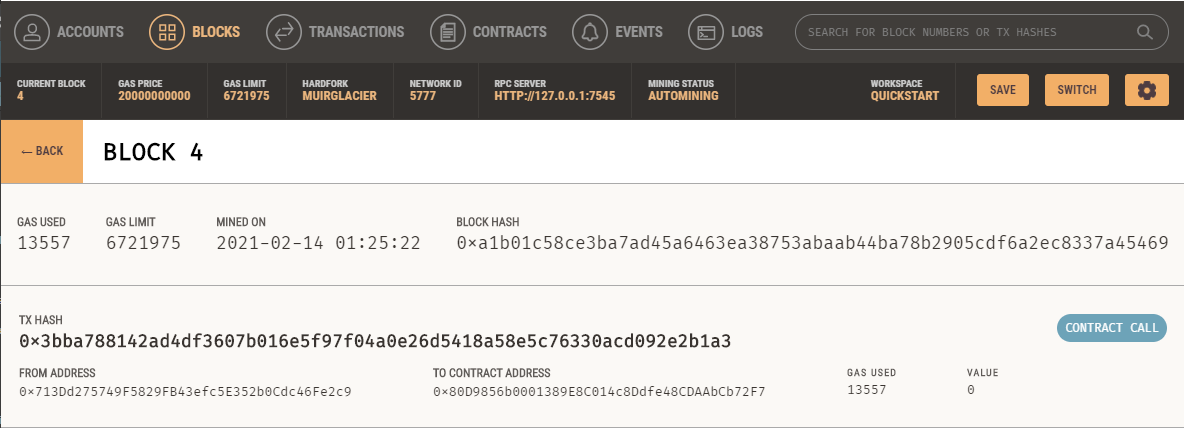 ACCOUNTS BLOCKS TRANSACTIONS CONTRACTS EVENTS LOGS SEARCH FOR BLOCK NUMBERS OR TX HASHES
CURRENT BLOCK GAS PRICE GAS LIMIT HARDFORK NETWORK ID RPC SERVER MINING STATUS WORKSPACE
4 20000000000 6721975 MUIRGLACIER 5777 HTTP://127.0.0.1:7545 AUTOMINING QUICKSTART SAVE SWITCH
← BACK BLOCK 4
GAS USED GAS LIMIT MINED ON BLOCK HASH
13557 6721975 2021-02-14 01:25:22 0×a1b01c58ce3ba7ad45a6463ea38753abaab44ba78b2905cdf6a2ec8337a45469
TX HASH
0×3bba788142ad4df3607b016e5f97f04a0e26d5418a58e5c76330acd092e2b1a3 CONTRACT CALL
FROM ADDRESS TO CONTRACT ADDRESS GAS USED VALUE
0×713Dd275749F5829FB43efc5E352b0Cdc46Fe2c9 0×80D9856b0001389E8C014c8Ddfe48CDAAbCb72F7 13557 0